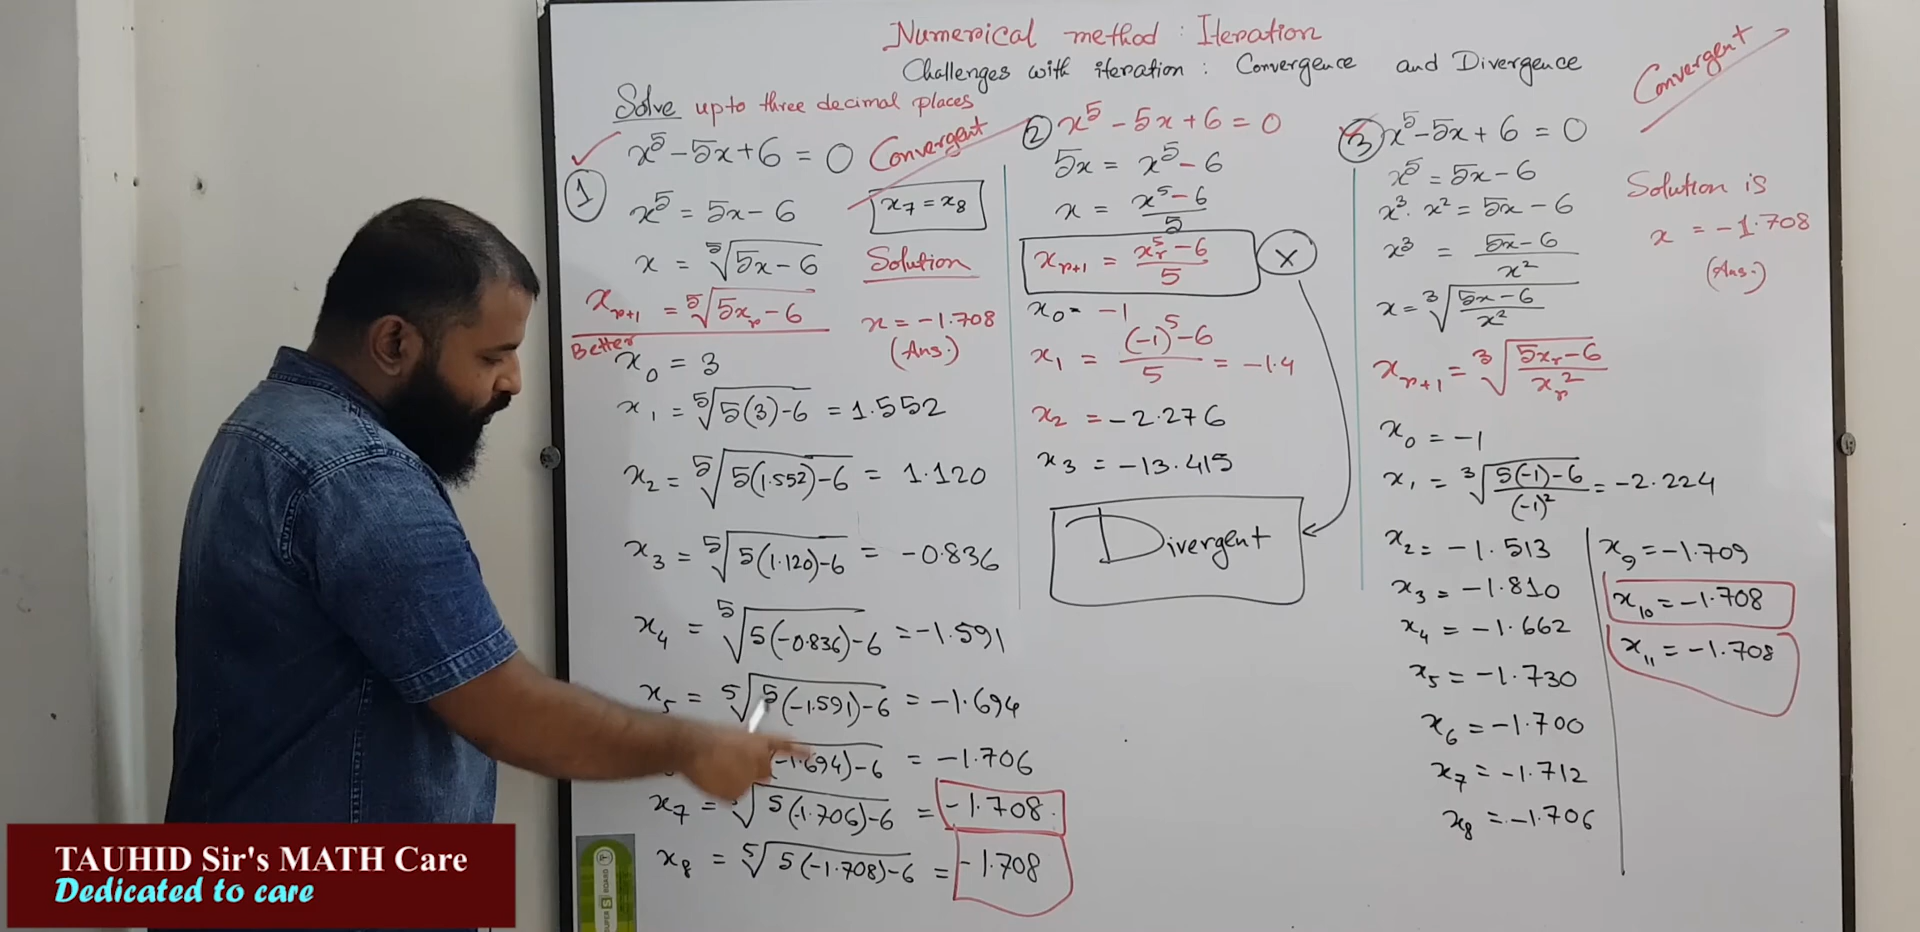 Numerical method : Iteration
Challenges with iteration : Convergence and Divergence
Solve upto three decimal places
① x⁵ - 5x + 6 = 0 Convergent
x⁵ = 5x - 6
x₇ = x₈
x = ⁵√(5x - 6)
Solution
xᵣ₊₁ = ⁵√(5xᵣ - 6)
Better
x = -1.708
(Ans.)
x₀ = 3
x₁ = ⁵√(5(3) - 6) = 1.552
x₂ = ⁵√(5(1.552) - 6) = 1.120
x₃ = ⁵√(5(1.120) - 6) = -0.836
x₄ = ⁵√(5(-0.836) - 6) = -1.591
x₅ = ⁵√(5(-1.591) - 6) = -1.694
(-1.694) - 6 = -1.706
x₇ = ⁵√(5(-1.706) - 6) = -1.708
x₈ = ⁵√(5(-1.708) - 6) = -1.708
② x⁵ - 5x + 6 = 0
5x = x⁵ - 6
x = (x⁵ - 6)/5
xᵣ₊₁ = (xᵣ⁵ - 6)/5 X
x₀ = -1
x₁ = ((-1)⁵ - 6)/5 = -1.4
x₂ = -2.276
x₃ = -13.415
Divergent
③ x⁵ - 5x + 6 = 0
Convergent
x⁵ = 5x - 6
x³ . x² = 5x - 6
x³ = (5x - 6)/x²
x = ³√((5x - 6)/x²)
xᵣ₊₁ = ³√((5xᵣ - 6)/xᵣ²)
x₀ = -1
x₁ = ³√((5(-1) - 6)/(-1)²) = -2.224
x₂ = -1.513
x₃ = -1.810
x₄ = -1.662
x₅ = -1.730
x₆ = -1.700
x₇ = -1.712
x₈ = -1.706
x₉ = -1.709
x₁₀ = -1.708
x₁₁ = -1.708
Solution is
x = -1.708
(Ans.)
TAUHID Sir's MATH Care
Dedicated to care
SUPER S BOARD